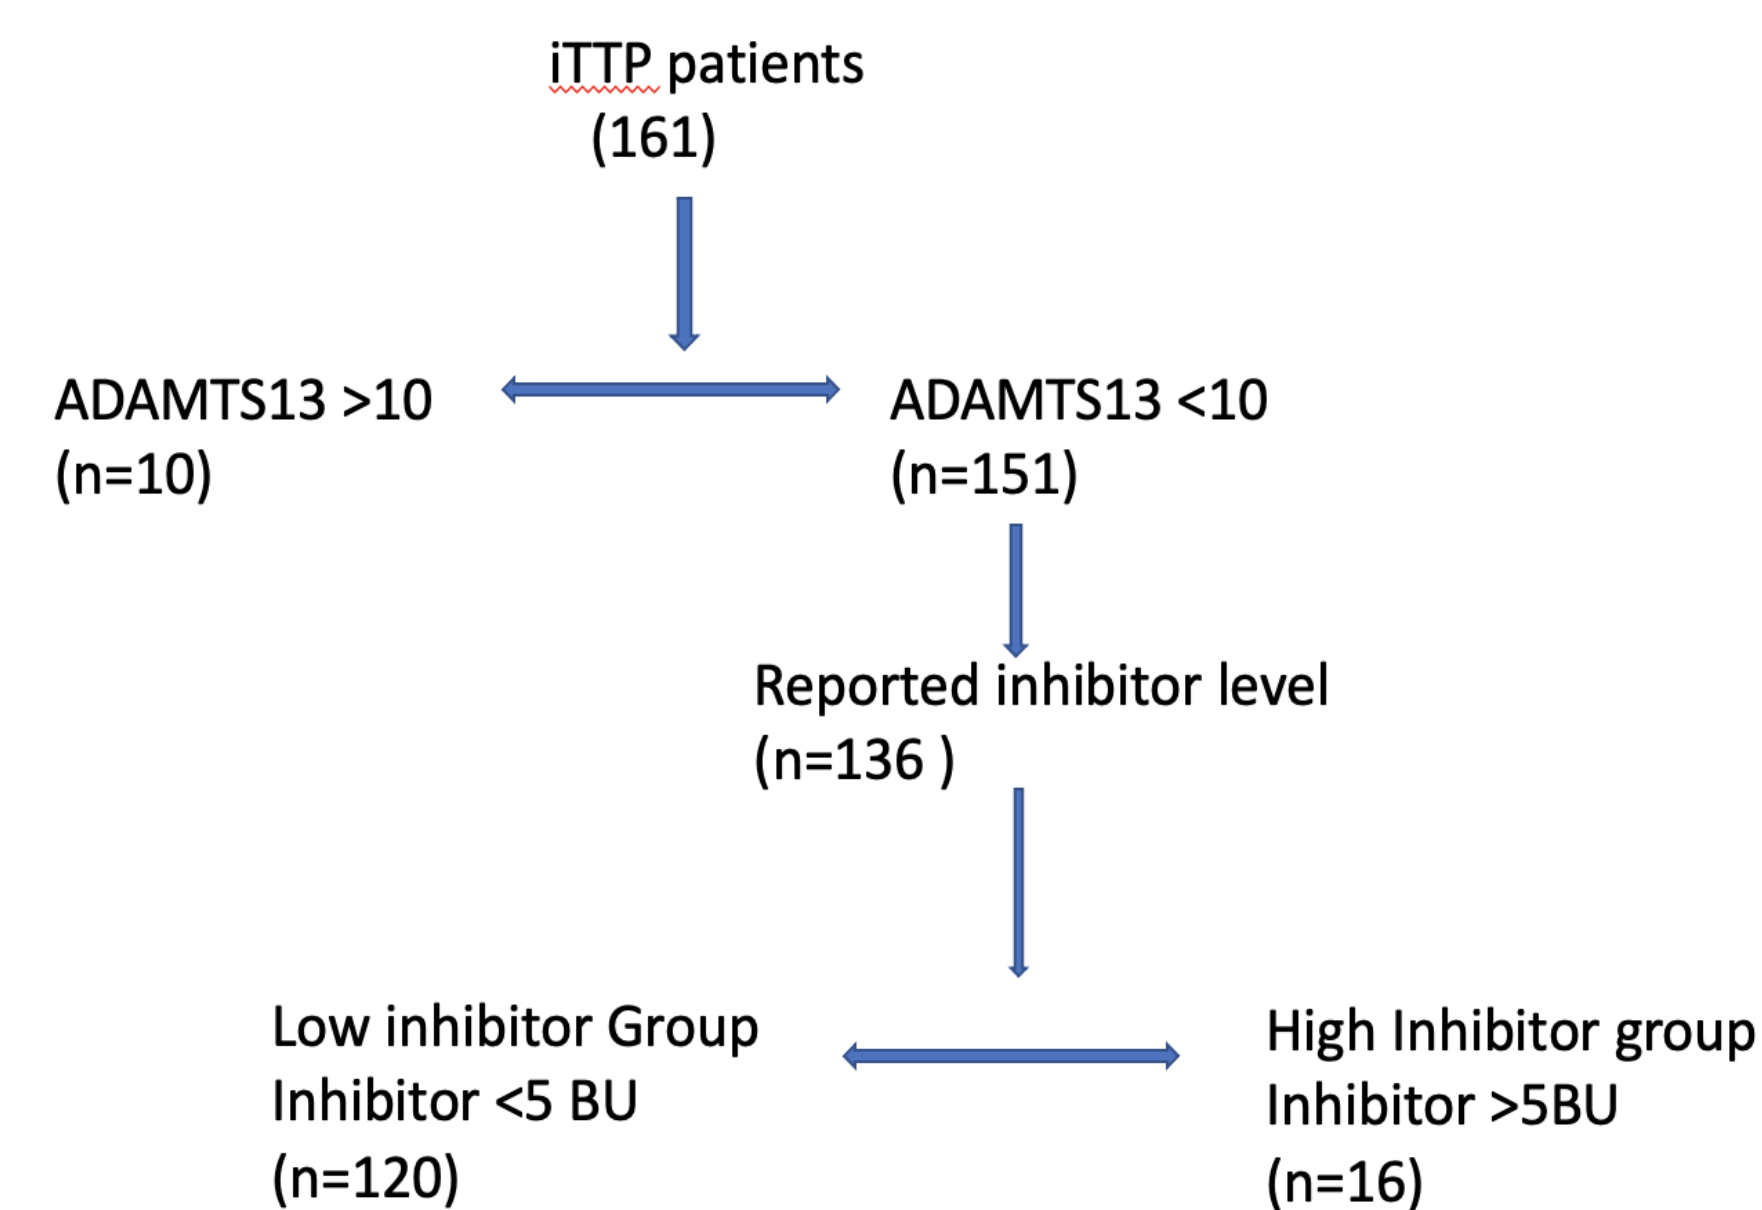 iTTP patients
(161)
ADAMTS13 >10
(n=10)
ADAMTS13 <10
(n=151)
Reported inhibitor level
(n=136 )
Low inhibitor Group
Inhibitor <5 BU
(n=120)
High Inhibitor group
Inhibitor >5BU
(n=16)